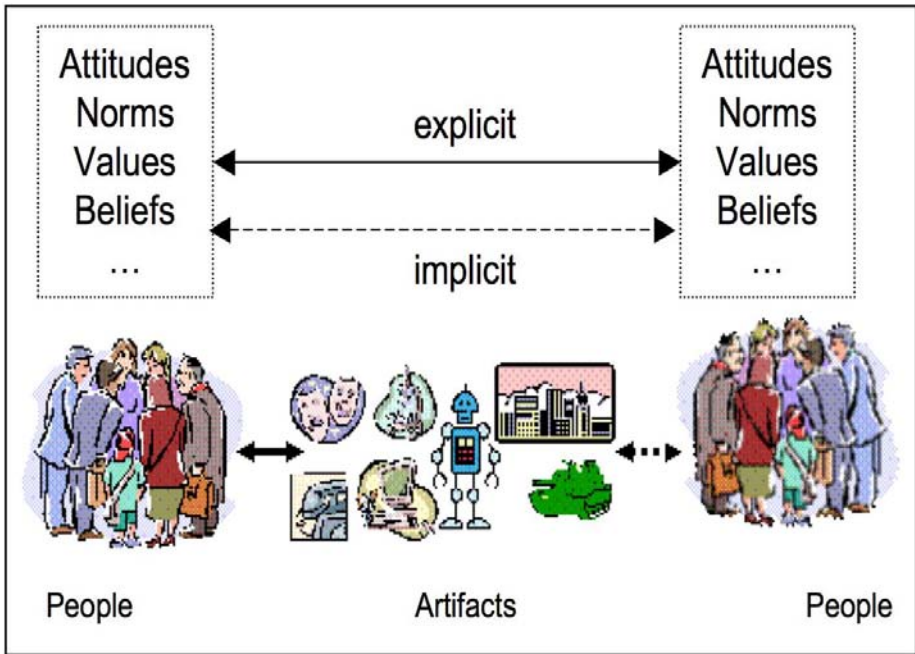 Attitudes
Norms
Values
Beliefs
...
explicit
implicit
Attitudes
Norms
Values
Beliefs
...
People
Artifacts
People